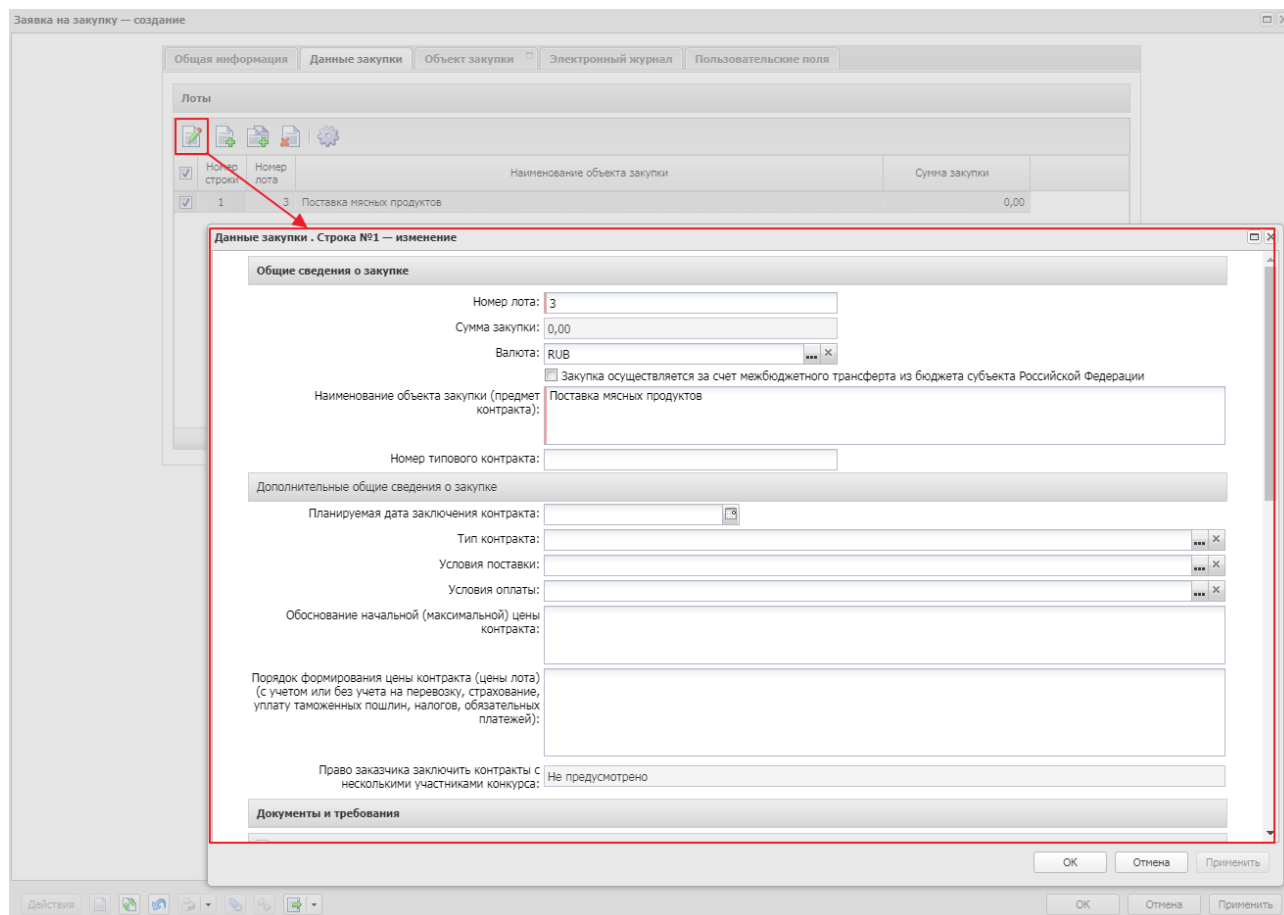 Заявка на закупку — создание
Общая информация
Данные закупки
Объект закупки
Электронный журнал
Пользовательские поля
Лоты
Номер строки
Номер лота
Наименование объекта закупки
Сумма закупки
1
3
Поставка мясных продуктов
0,00
Данные закупки . Строка №1 — изменение
Общие сведения о закупке
Номер лота: 3
Сумма закупки: 0,00
Валюта: RUB
Закупка осуществляется за счет межбюджетного трансферта из бюджета субъекта Российской Федерации
Наименование объекта закупки (предмет
контракта):
Поставка мясных продуктов
Номер типового контракта:
Дополнительные общие сведения о закупке
Планируемая дата заключения контракта:
Тип контракта:
Условия поставки:
Условия оплаты:
Обоснование начальной (максимальной) цены
контракта:
Порядок формирования цены контракта (цены лота)
(с учетом или без учета на перевозку, страхование,
уплату таможенных пошлин, налогов, обязательных
платежей):
Право заказчика заключить контракты с
несколькими участниками конкурса:
Не предусмотрено
Документы и требования
OK
Отмена
Применить
Действия
OK
Отмена
Применить